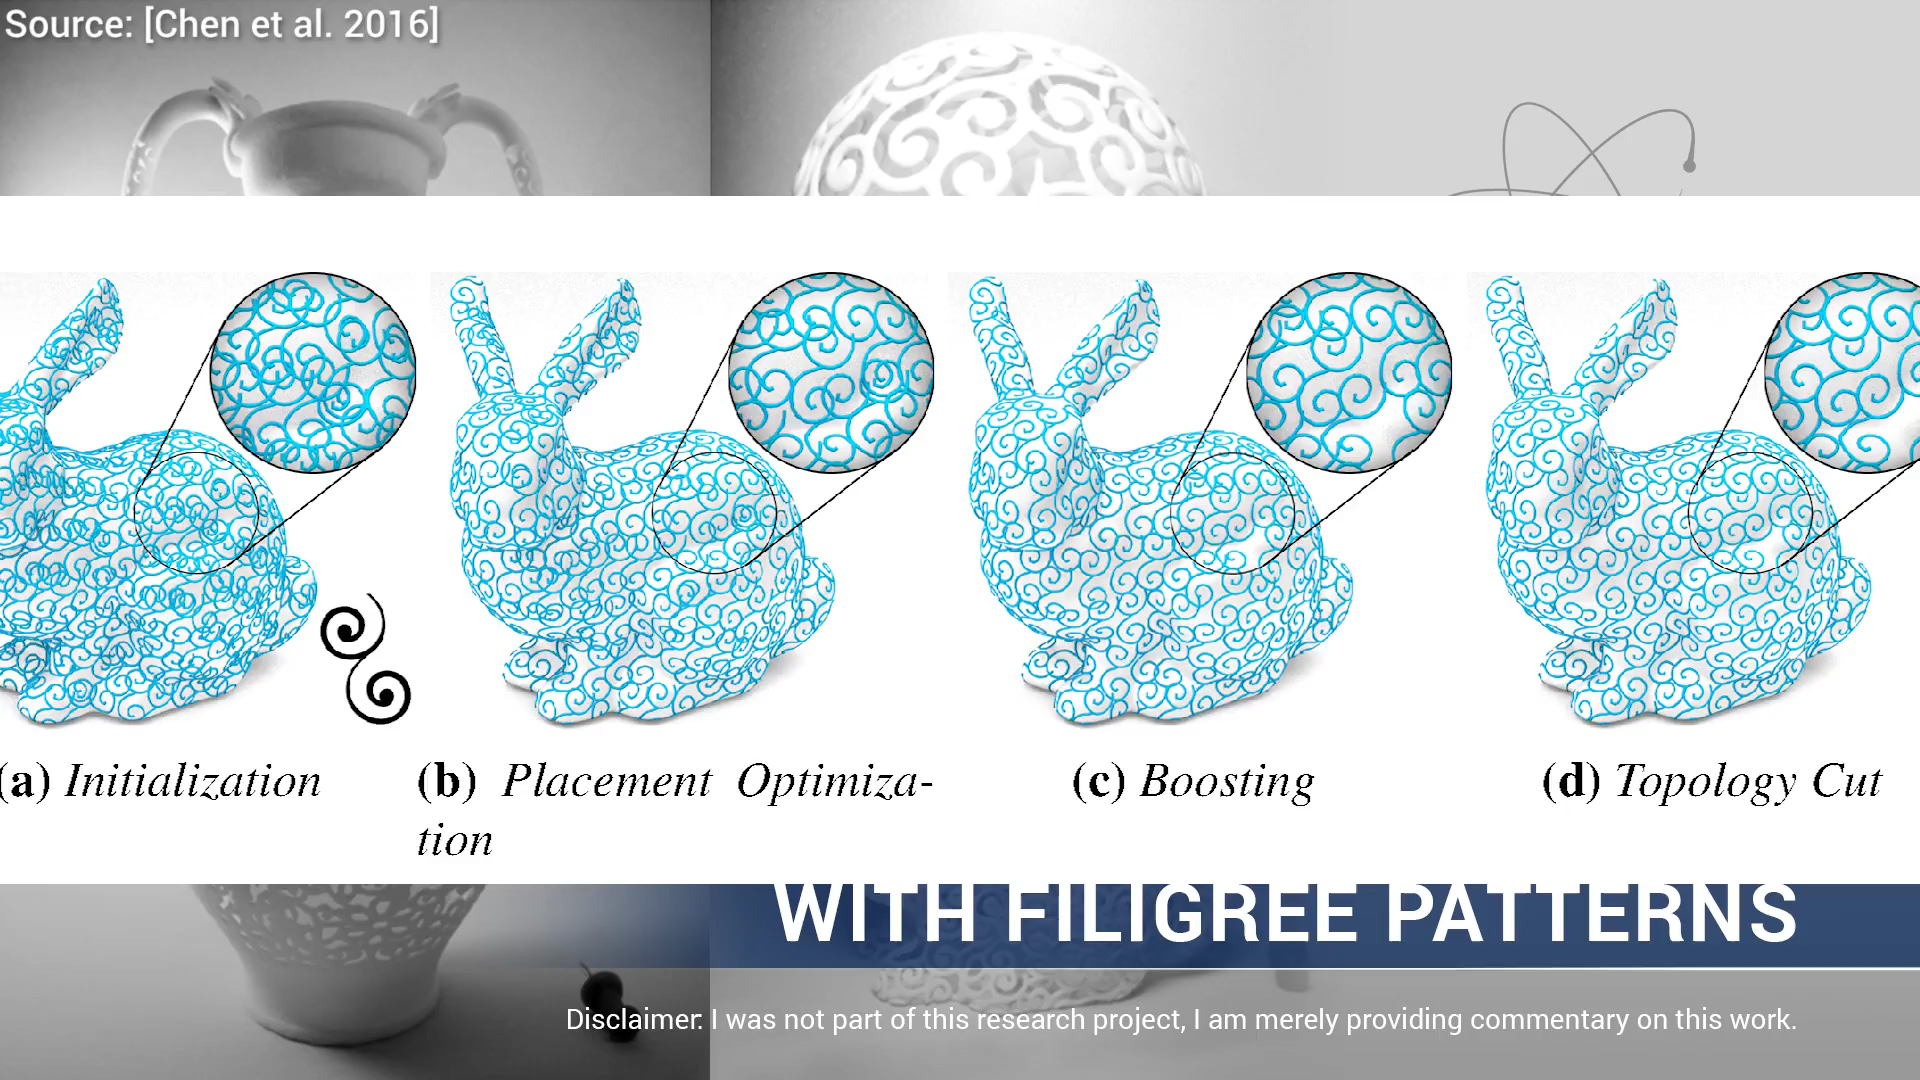 Source: [Chen et al. 2016]
(a) Initialization
(b) Placement Optimiza-
tion
(c) Boosting
(d) Topology Cut
WITH FILIGREE PATTERNS
Disclaimer: I was not part of this research project, I am merely providing commentary on this work.